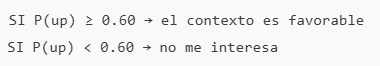 SI P(up) ≥ 0.60 → el contexto es favorable
SI P(up) < 0.60 → no me interesa